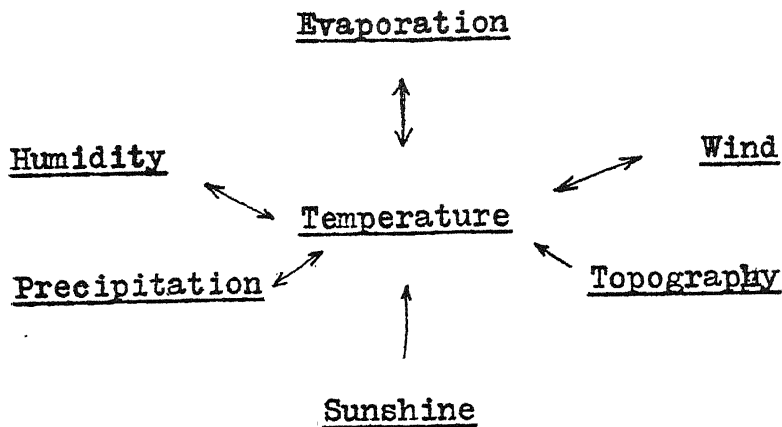 Evaporation
Humidity
Wind
Temperature
Precipitation
Topography
Sunshine